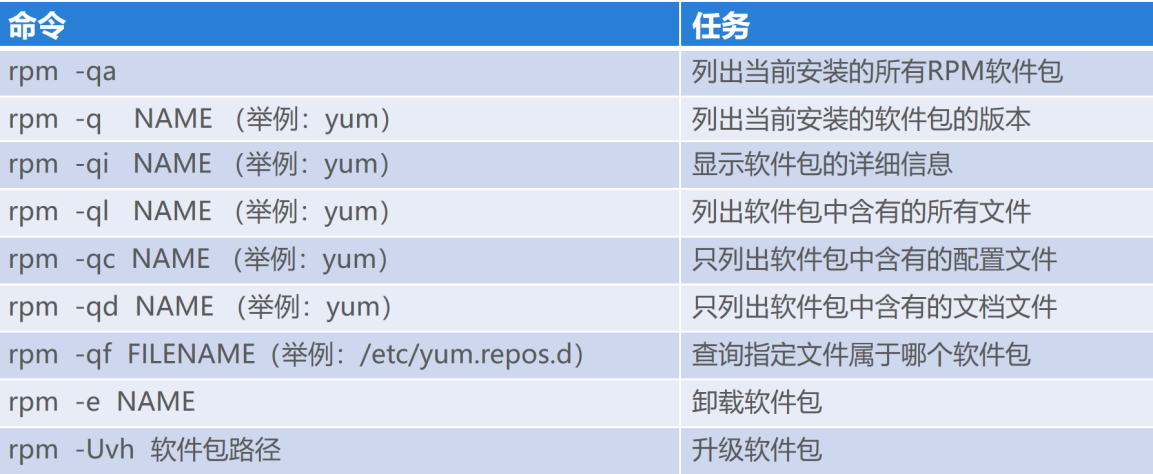 命令 任务
rpm -qa 列出当前安装的所有RPM软件包
rpm -q NAME （举例：yum） 列出当前安装的软件包的版本
rpm -qi NAME （举例：yum） 显示软件包的详细信息
rpm -ql NAME （举例：yum） 列出软件包中含有的所有文件
rpm -qc NAME （举例：yum） 只列出软件包中含有的配置文件
rpm -qd NAME （举例：yum） 只列出软件包中含有的文档文件
rpm -qf FILENAME（举例：/etc/yum.repos.d） 查询指定文件属于哪个软件包
rpm -e NAME 卸载软件包
rpm -Uvh 软件包路径 升级软件包